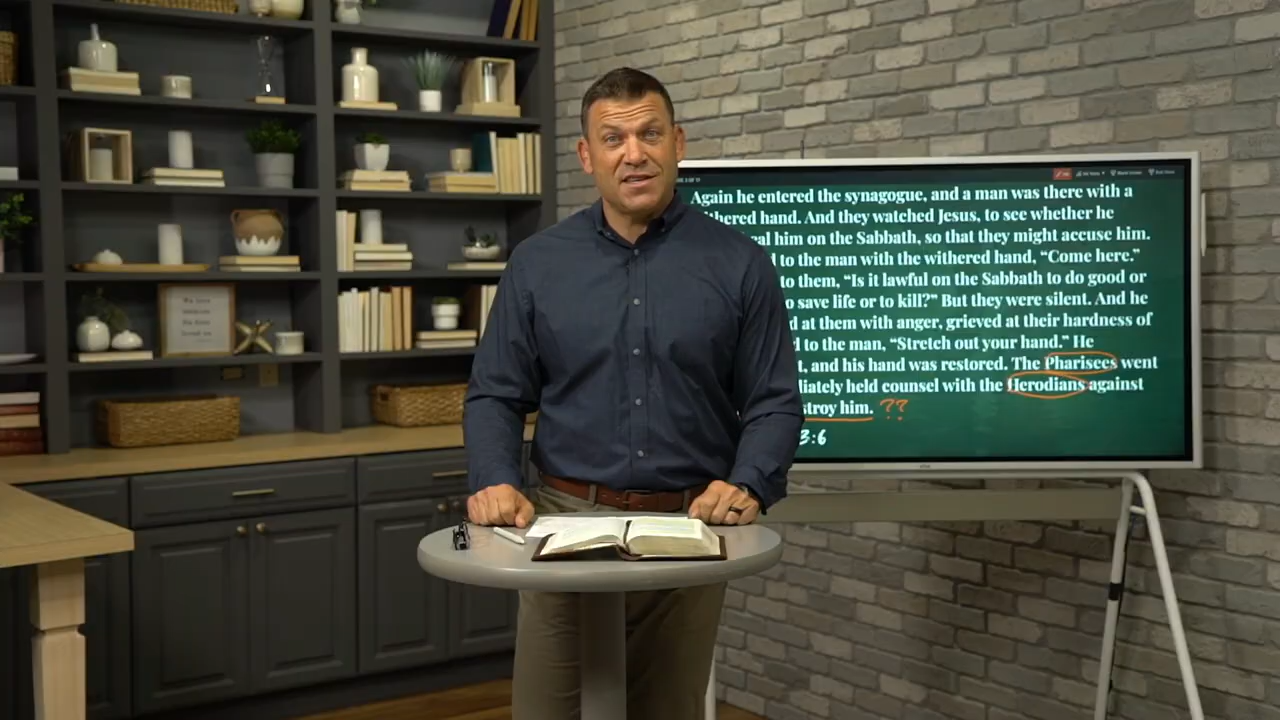 Again he entered the synagogue, and a man was there with a
withered hand. And they watched Jesus, to see whether he
him on the Sabbath, so that they might accuse him.
to the man with the withered hand, “Come here.”
to them, “Is it lawful on the Sabbath to do good or
save life or to kill?” But they were silent. And he
at them with anger, grieved at their hardness of
to the man, “Stretch out your hand.” He
and his hand was restored. The Pharisees went
held counsel with the Herodians against
him. ??
3:6